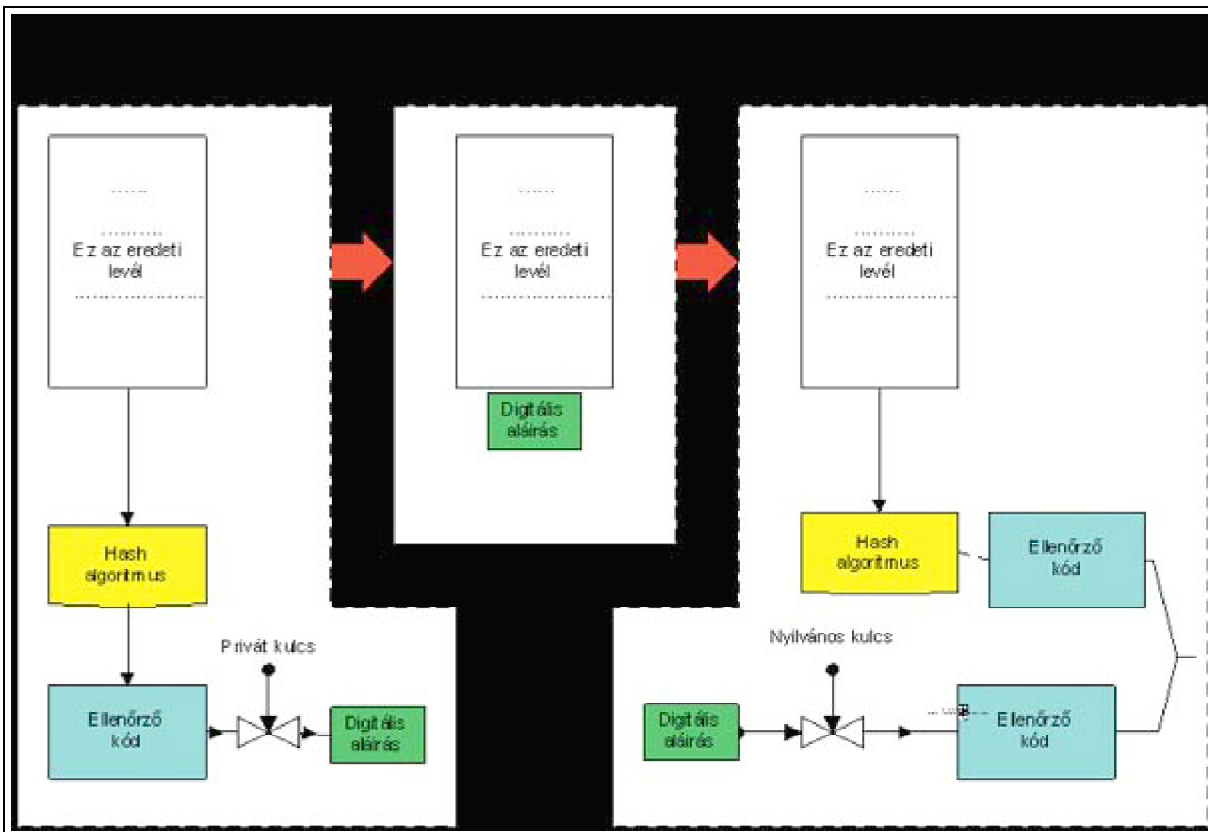 Ez az eredeti
levél
Hash
algoritmus
Privát kulcs
Ellenőrző
kód
Digitális
aláírás
Ez az eredeti
levél
Digitális
aláírás
Ez az eredeti
levél
Hash
algoritmus
Ellenőrző
kód
Nyilvános kulcs
Digitális
aláírás
Ellenőrző
kód